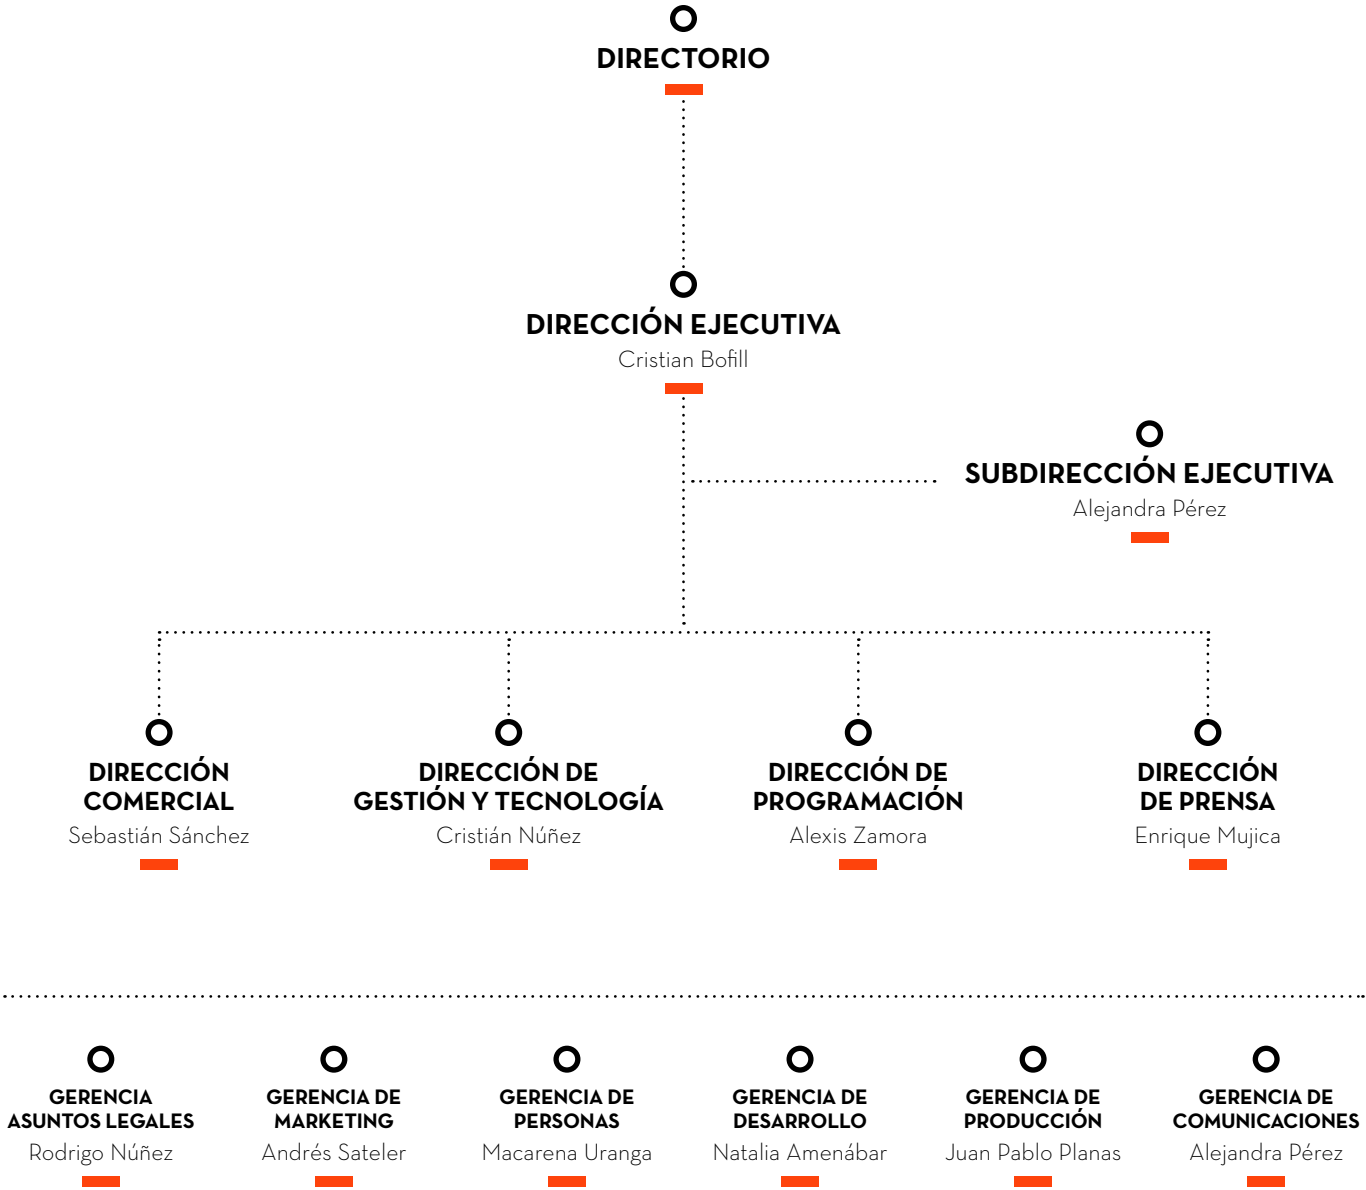 DIRECTORIO
DIRECCIÓN EJECUTIVA
Cristian Bofill
SUBDIRECCIÓN EJECUTIVA
Alejandra Pérez
DIRECCIÓN
COMERCIAL
Sebastián Sánchez
DIRECCIÓN DE
GESTIÓN Y TECNOLOGÍA
Cristián Núñez
DIRECCIÓN DE
PROGRAMACIÓN
Alexis Zamora
DIRECCIÓN
DE PRENSA
Enrique Mujica
GERENCIA
ASUNTOS LEGALES
Rodrigo Núñez
GERENCIA DE
MARKETING
Andrés Sateler
GERENCIA DE
PERSONAS
Macarena Uranga
GERENCIA DE
DESARROLLO
Natalia Amenábar
GERENCIA DE
PRODUCCIÓN
Juan Pablo Planas
GERENCIA DE
COMUNICACIONES
Alejandra Pérez